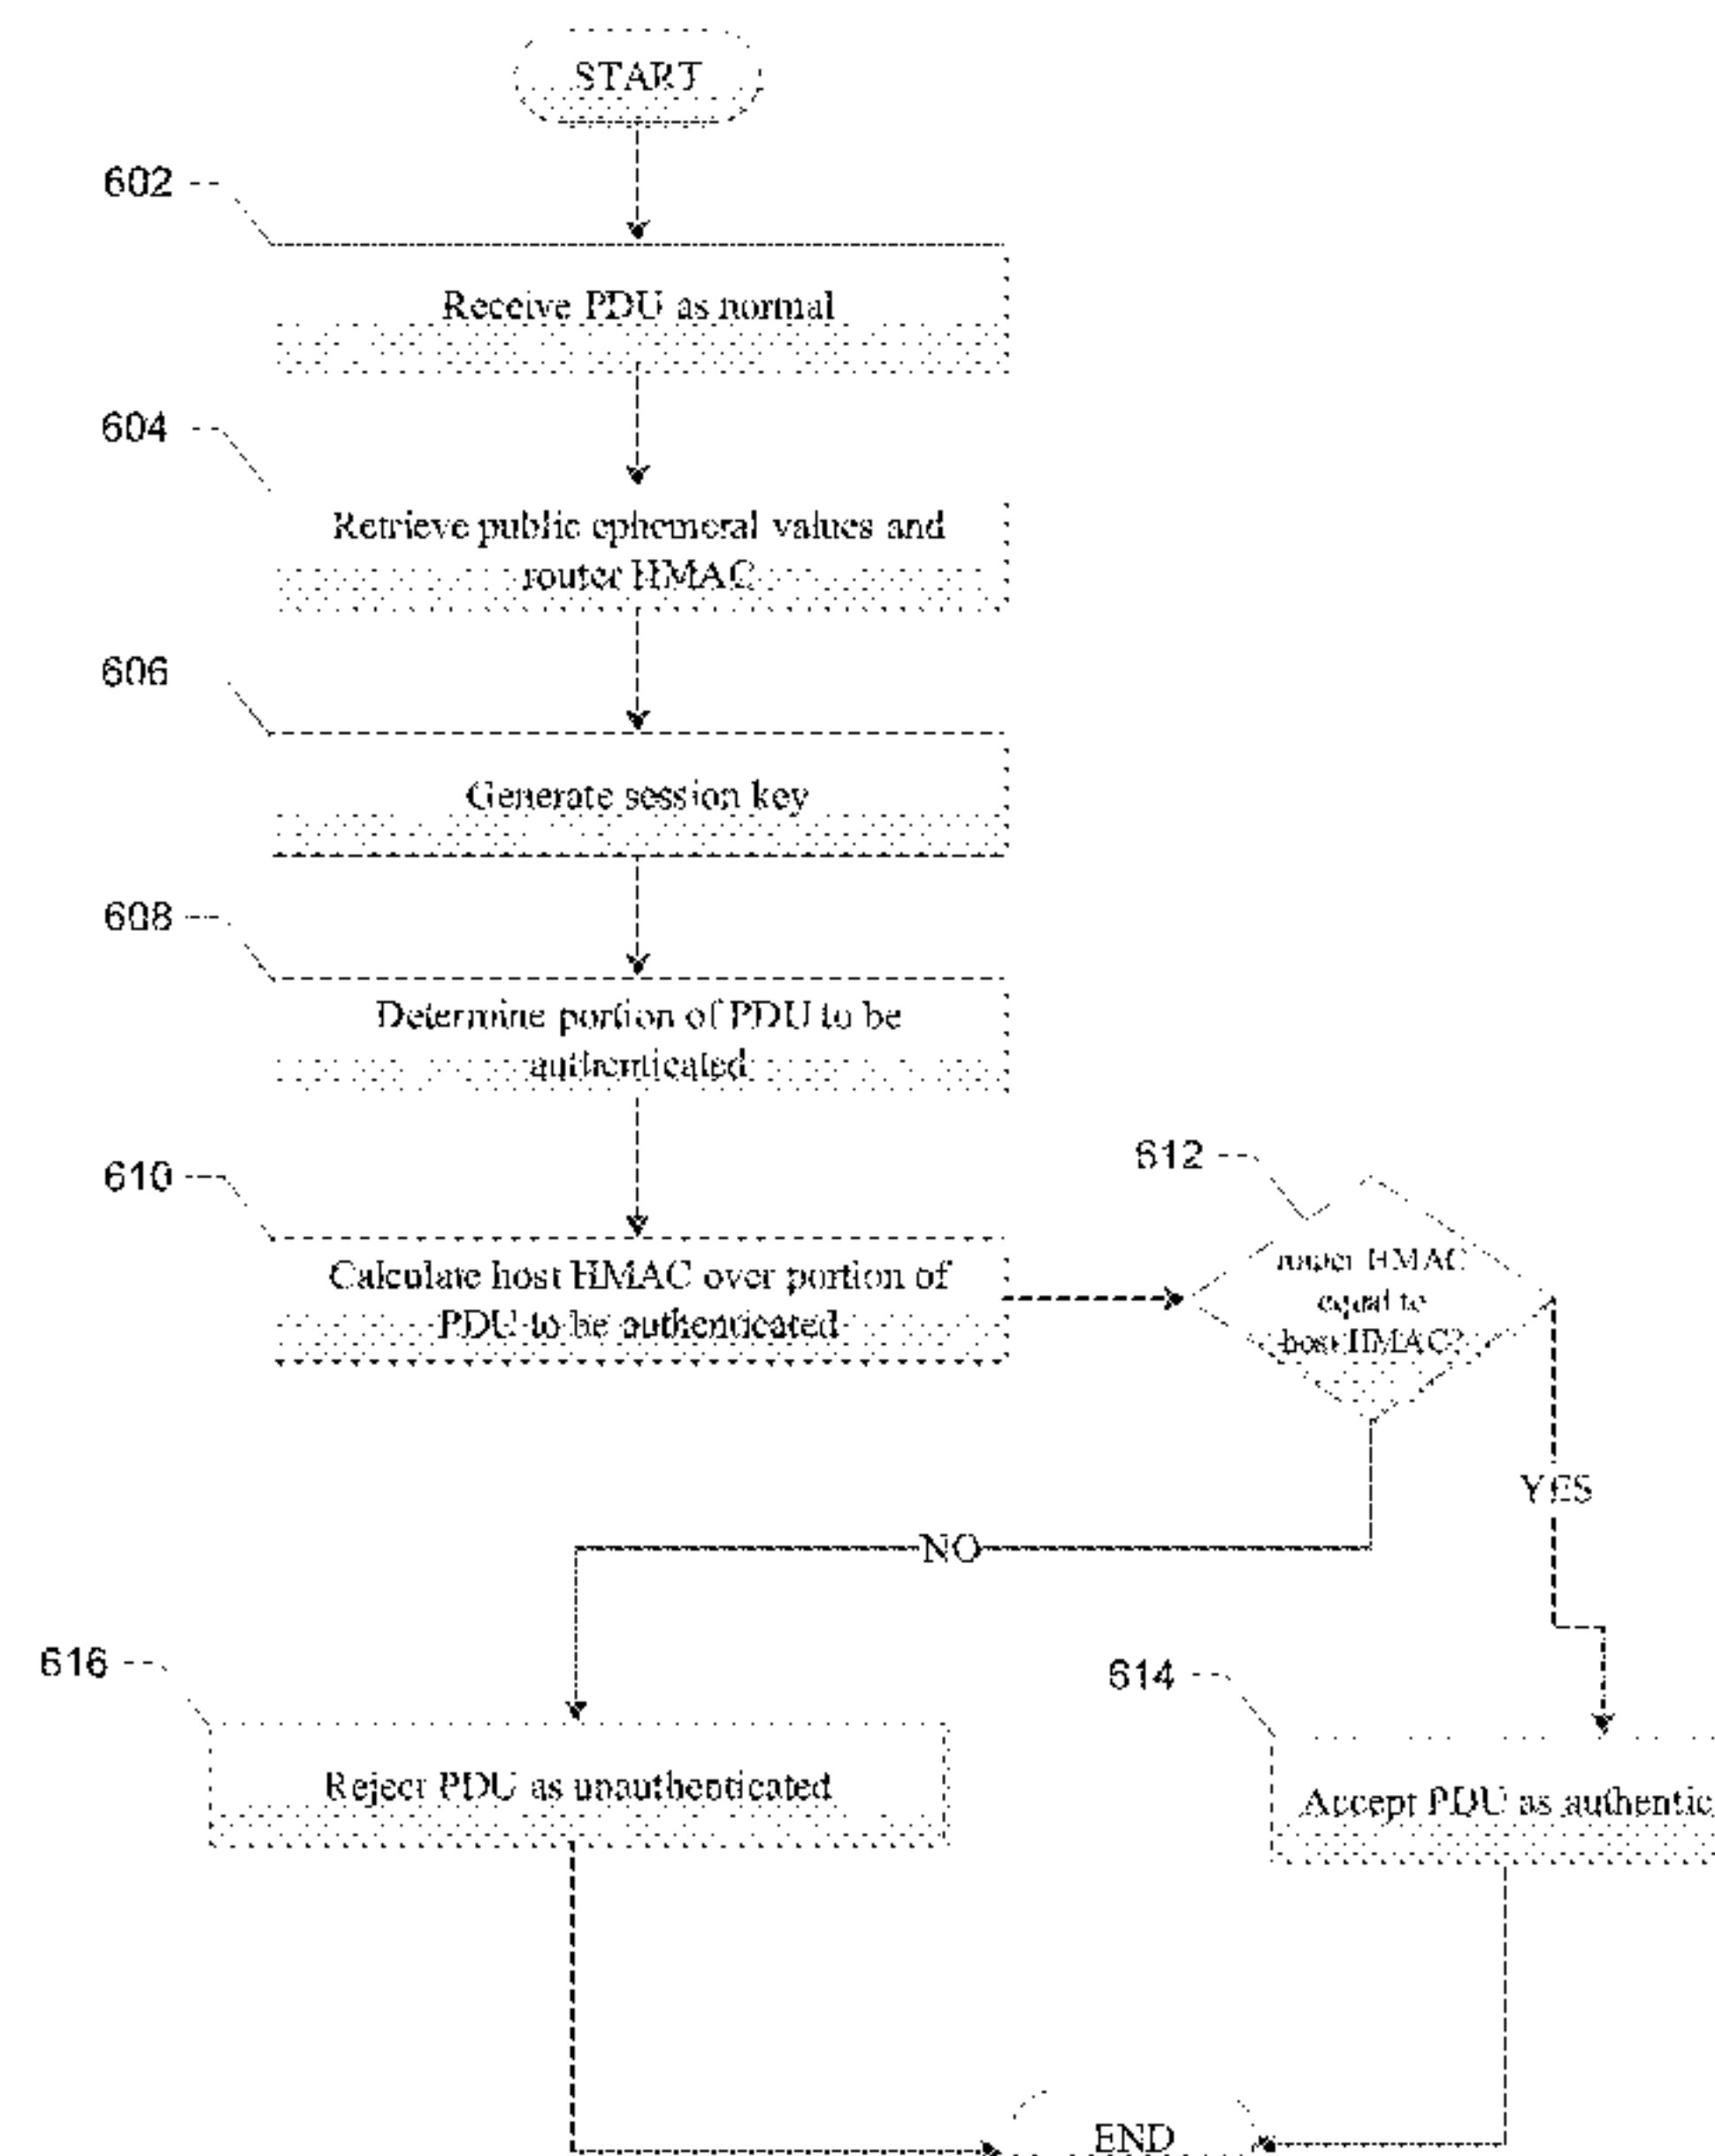 START
602
Receive PDU as normal
604
Retrieve public ephemeral values and
router HMAC
606
Generate session key
608
Determine portion of PDU to be
authenticated
610
Calculate host HMAC over portion of
PDU to be authenticated
612
router HMAC
equal to
host HMAC?
YES
NO
616
Reject PDU as unauthenticated
614
Accept PDU as authentic
END